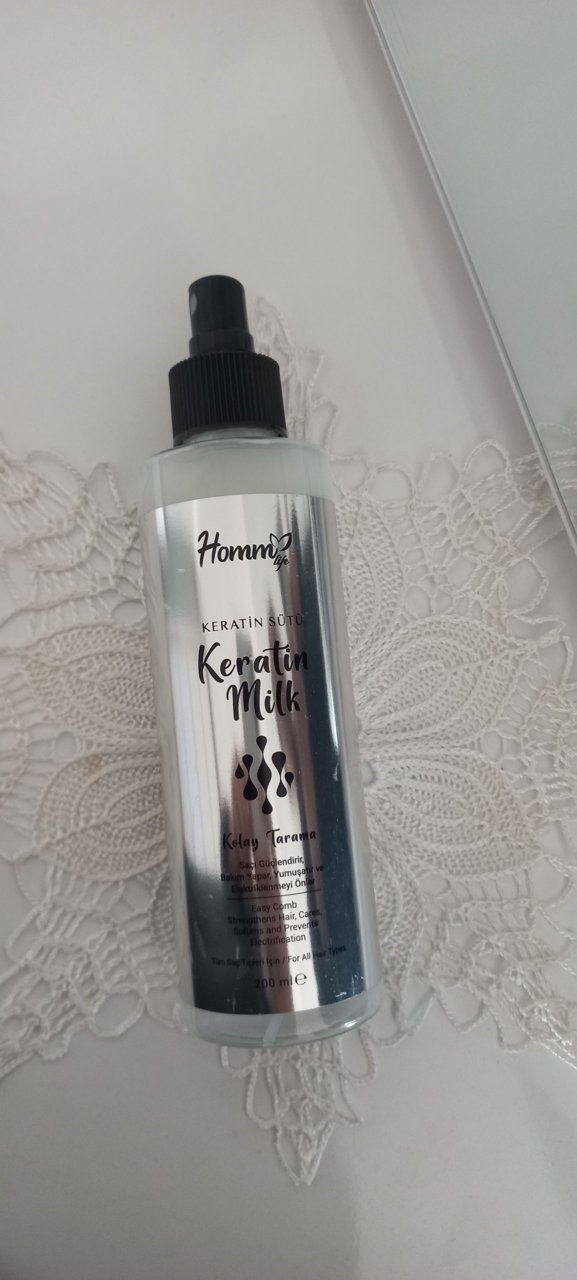 Homm life
KERATİN SÜTÜ
Keratin
Milk
Kolay Tarama
Saçı Güçlendirir,
Bakım Yapar, Yumuşatır ve
Elektriklenmeyi Önler
Easy Comb
Strengthens Hair, Cares,
Softens and Prevents
Electrification
Tüm Saç Tipleri İçin / For All Hair Types
200 ml℮